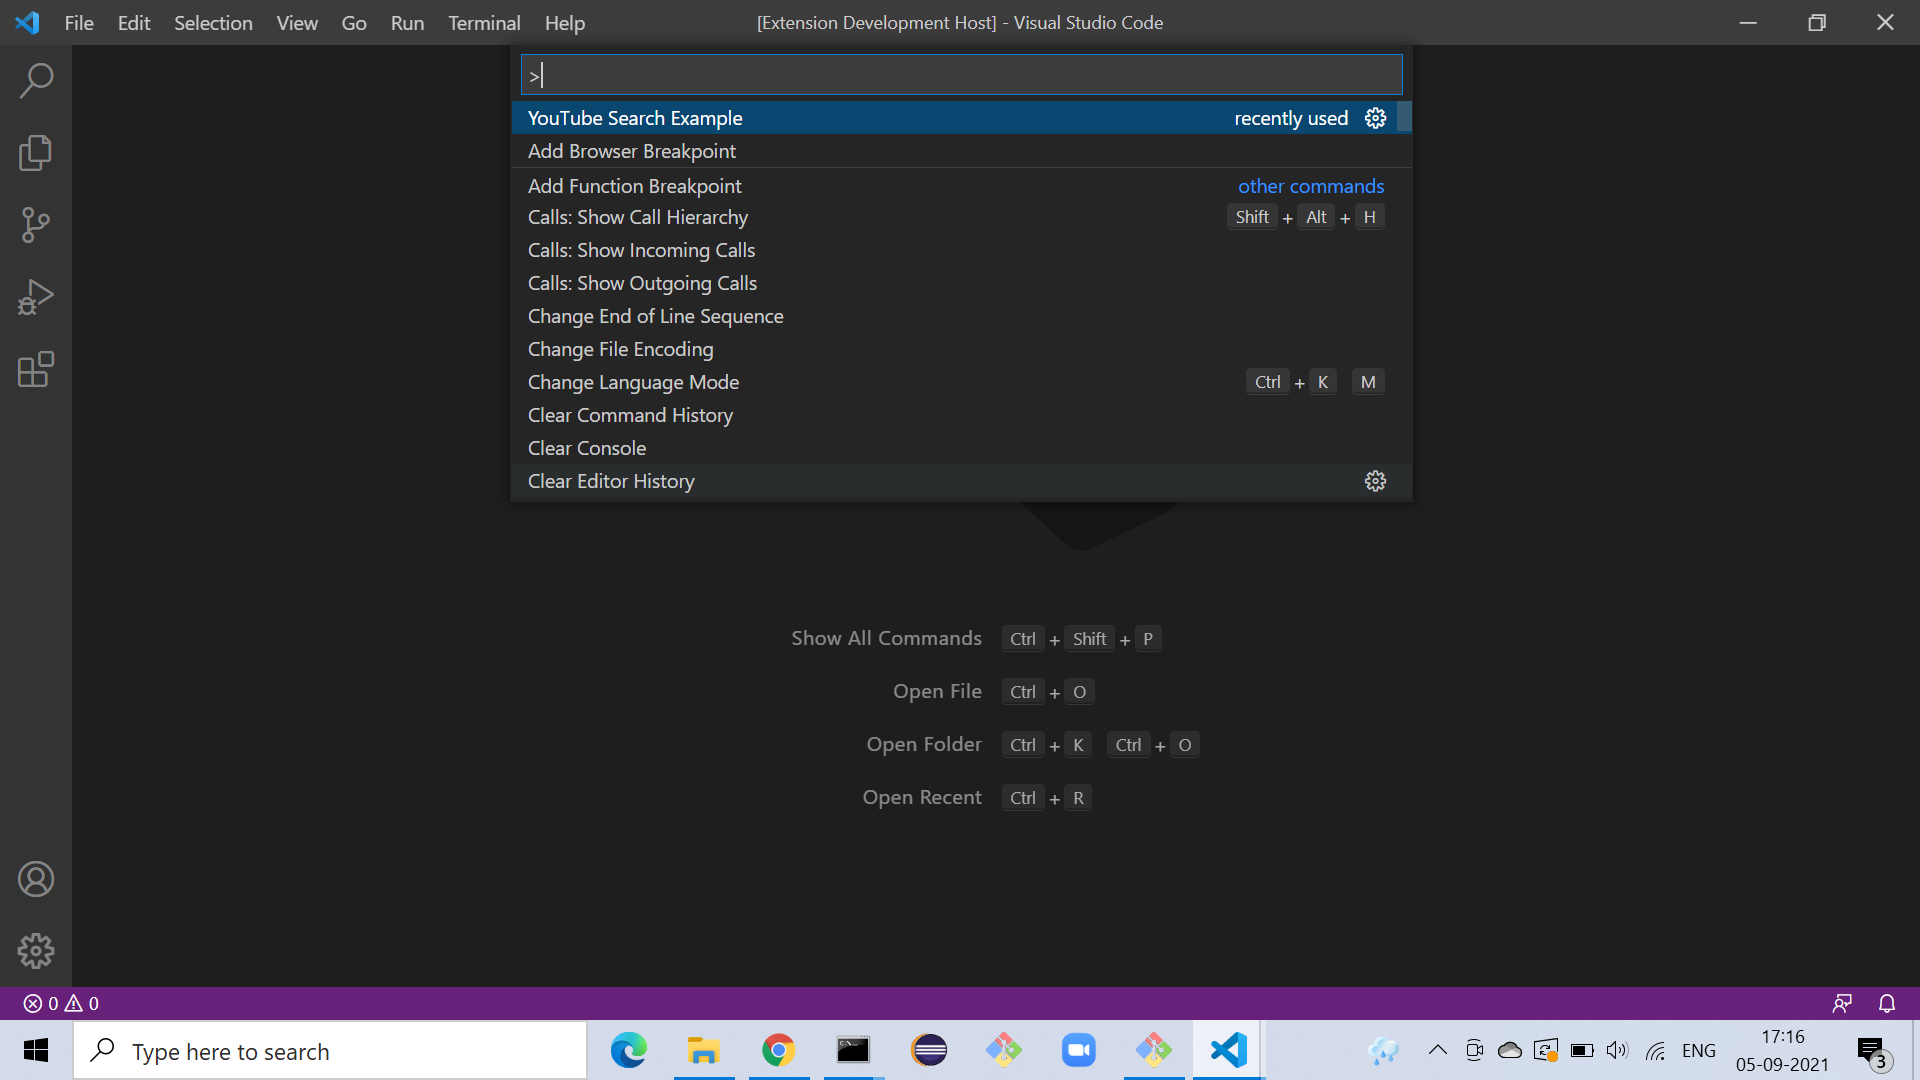 File Edit Selection View Go Run Terminal Help [Extension Development Host] - Visual Studio Code
>
YouTube Search Example recently used
Add Browser Breakpoint
Add Function Breakpoint other commands
Calls: Show Call Hierarchy Shift + Alt + H
Calls: Show Incoming Calls
Calls: Show Outgoing Calls
Change End of Line Sequence
Change File Encoding
Change Language Mode Ctrl + K M
Clear Command History
Clear Console
Clear Editor History
Show All Commands Ctrl + Shift + P
Open File Ctrl + O
Open Folder Ctrl + K Ctrl + O
Open Recent Ctrl + R
0 0
Type here to search ENG 17:16
05-09-2021 3